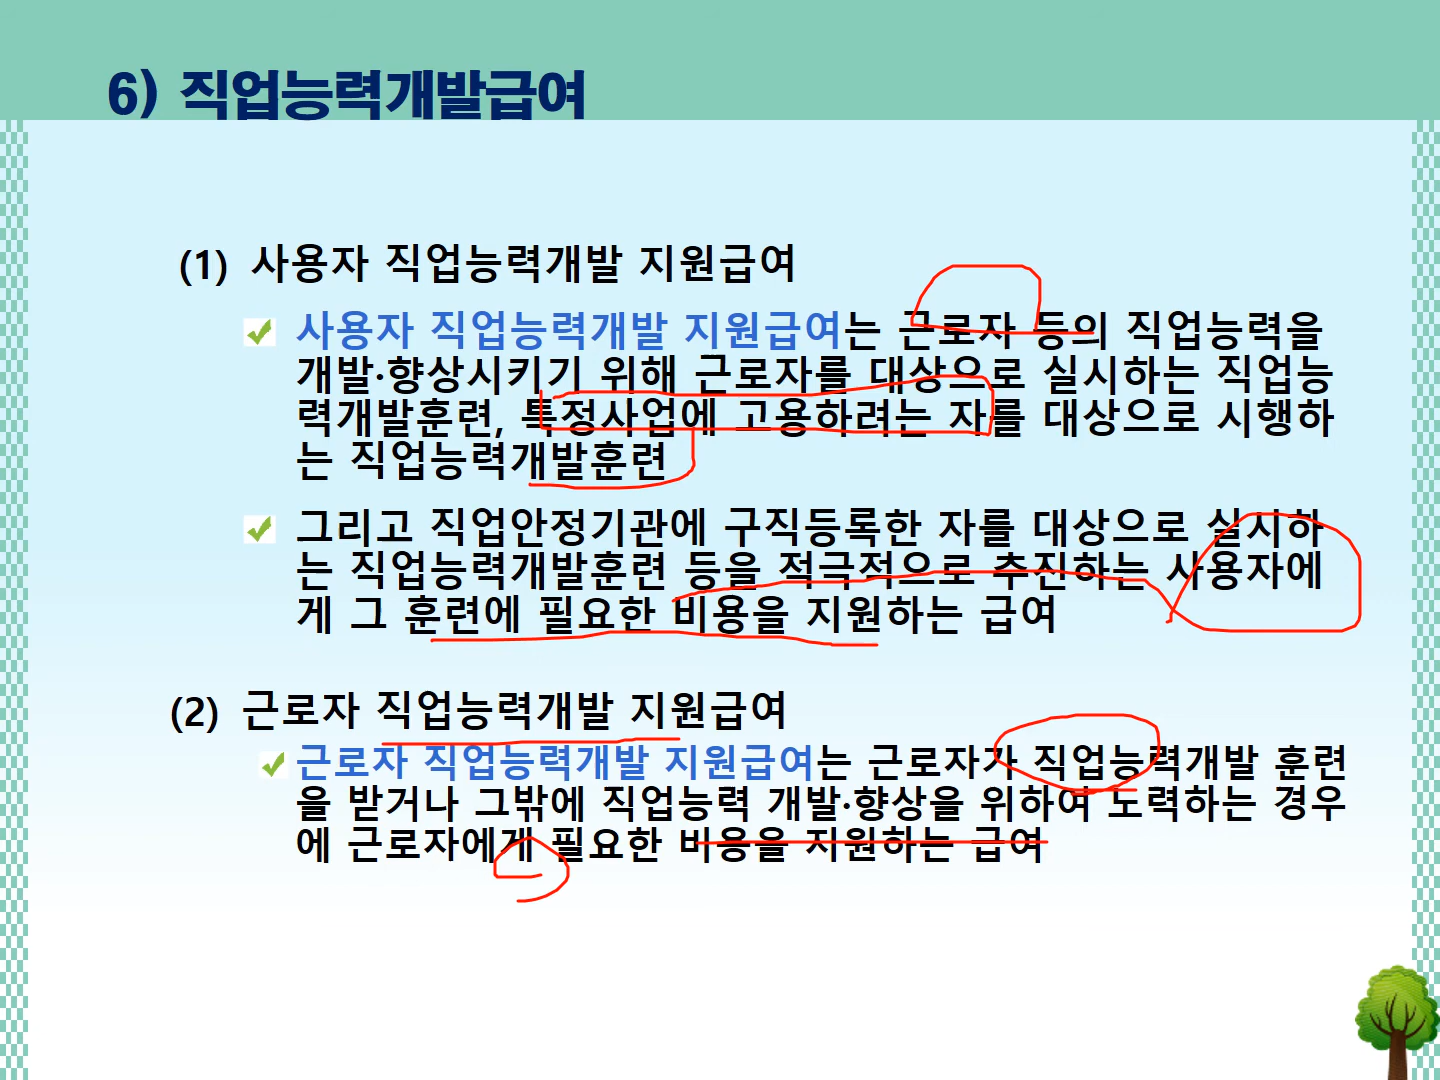 6) 직업능력개발급여
(1) 사용자 직업능력개발 지원급여
사용자 직업능력개발 지원급여는 근로자 등의 직업능력을
개발·향상시키기 위해 근로자를 대상으로 실시하는 직업능
력개발훈련, 특정사업에 고용하려는 자를 대상으로 시행하
는 직업능력개발훈련
그리고 직업안정기관에 구직등록한 자를 대상으로 실시하
는 직업능력개발훈련 등을 적극적으로 추진하는 사용자에
게 그 훈련에 필요한 비용을 지원하는 급여
(2) 근로자 직업능력개발 지원급여
근로자 직업능력개발 지원급여는 근로자가 직업능력개발 훈련
을 받거나 그밖에 직업능력 개발·향상을 위하여 노력하는 경우
에 근로자에게 필요한 비용을 지원하는 급여